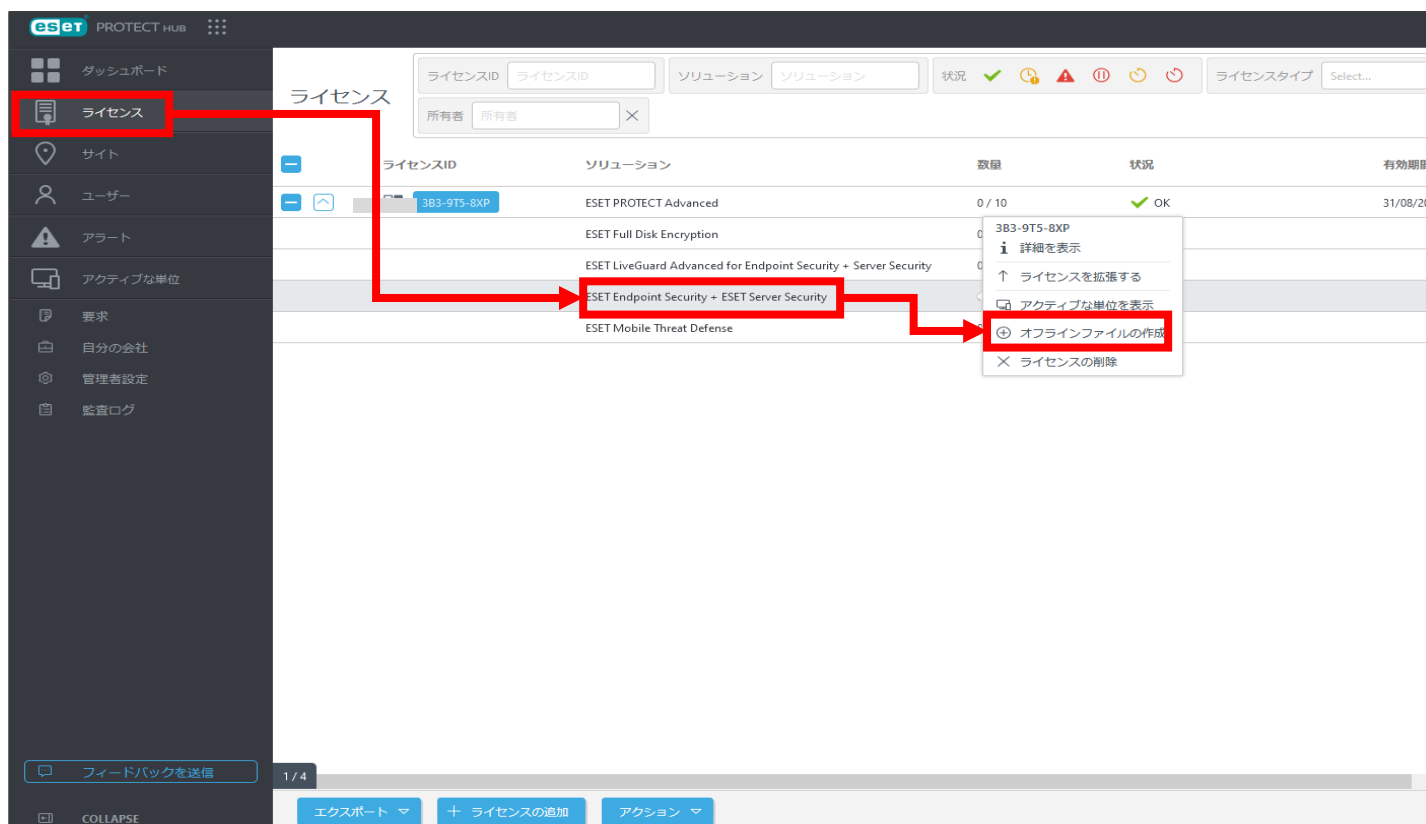 eset PROTECT HUB
ダッシュボード
ライセンス
サイト
ユーザー
アラート
アクティブな単位
要求
自分の会社
管理者設定
監査ログ
フィードバックを送信
COLLAPSE
ライセンス
ライセンスID ライセンスID ソリューション ソリューション 状況 ライセンスタイプ Select...
所有者 所有者
ライセンスID ソリューション 数量 状況 有効期
3B3-9T5-8XP ESET PROTECT Advanced 0 / 10 OK 31/08/20
ESET Full Disk Encryption
ESET LiveGuard Advanced for Endpoint Security + Server Security
ESET Endpoint Security + ESET Server Security
ESET Mobile Threat Defense
3B3-9T5-8XP
詳細を表示
ライセンスを拡張する
アクティブな単位を表示
オフラインファイルの作成
ライセンスの削除
1 / 4
エクスポート ライセンスの追加 アクション